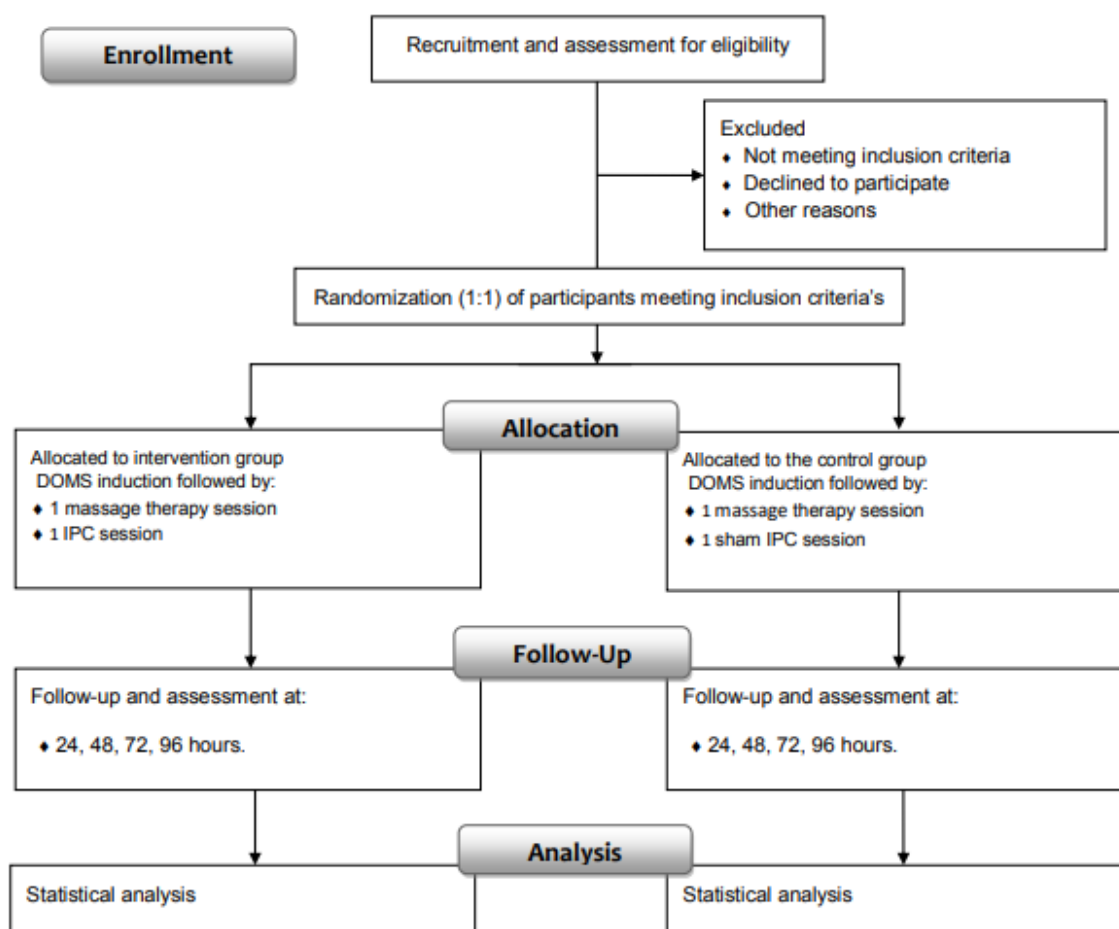 Enrollment
Recruitment and assessment for eligibility
Excluded
♦ Not meeting inclusion criteria
♦ Declined to participate
♦ Other reasons
Randomization (1:1) of participants meeting inclusion criteria's
Allocation
Allocated to intervention group
DOMS induction followed by:
♦ 1 massage therapy session
♦ 1 IPC session
Allocated to the control group
DOMS induction followed by:
♦ 1 massage therapy session
♦ 1 sham IPC session
Follow-Up
Follow-up and assessment at:
♦ 24, 48, 72, 96 hours.
Follow-up and assessment at:
♦ 24, 48, 72, 96 hours.
Analysis
Statistical analysis
Statistical analysis